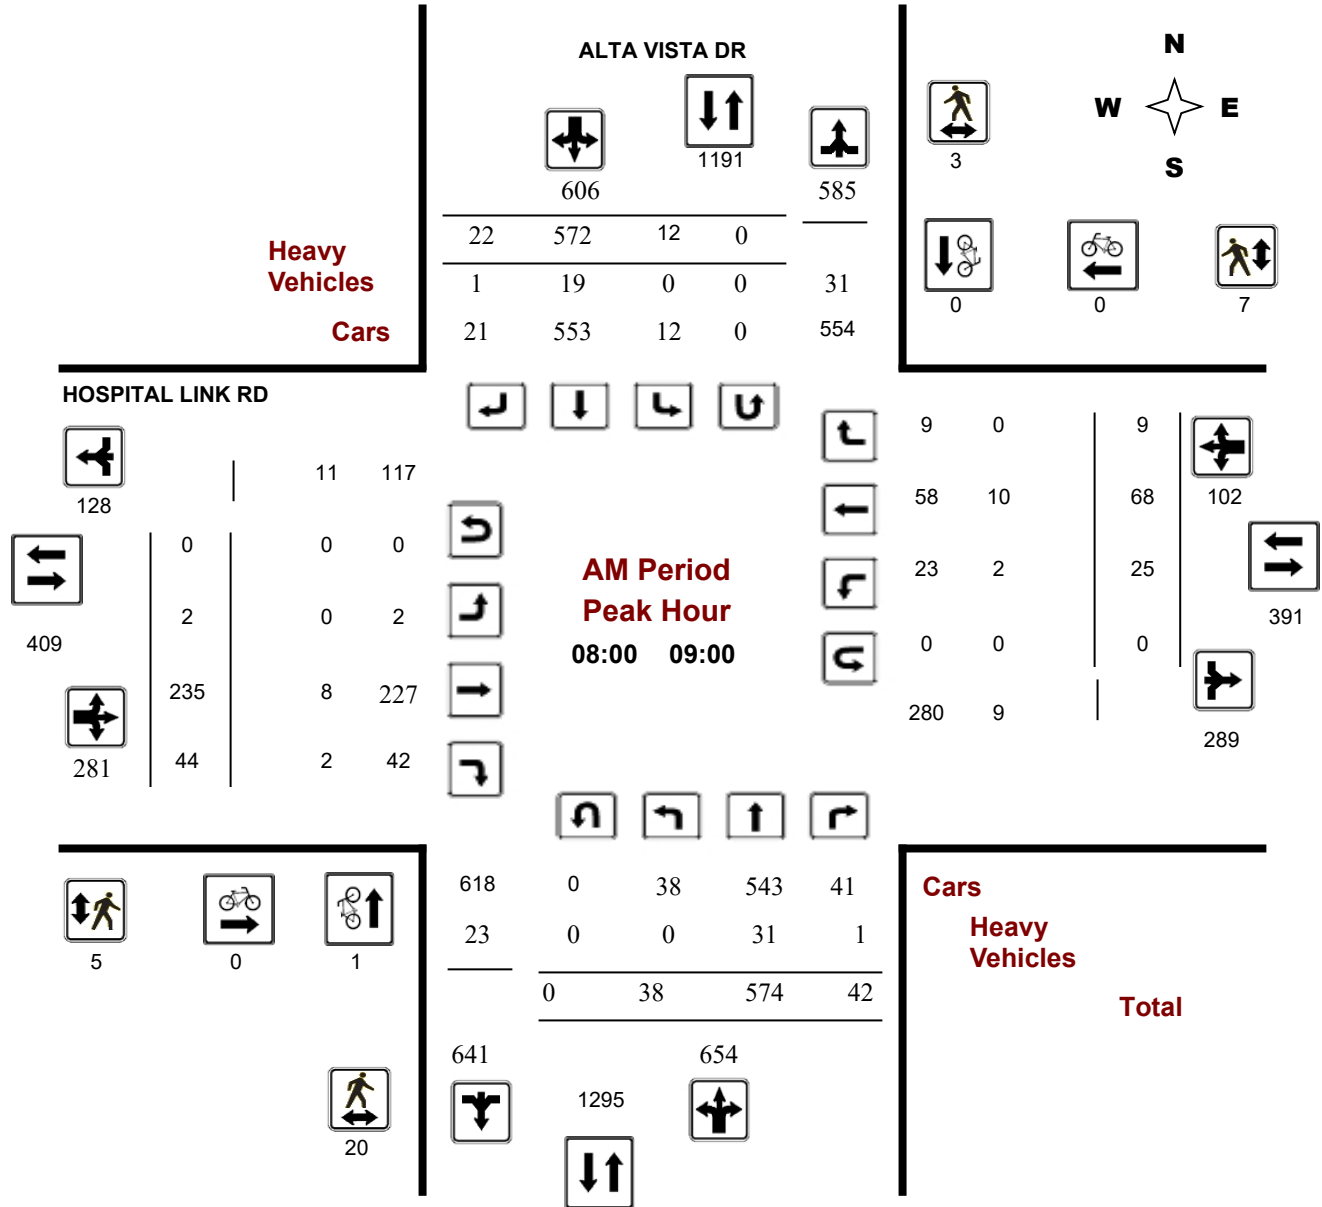 ALTA VISTA DR
N
W E
S
1191
3
606
585
22 572 12 0
Heavy
Vehicles
1 19 0 0 31
0 0 7
Cars
21 553 12 0 554
HOSPITAL LINK RD
9 0 9
11 117
128
58 10 68 102
0 0 0
AM Period
23 2 25
Peak Hour
2 0 2
391
409
08:00 09:00
0 0 0
235 8 227
280 9
289
281
44 2 42
618 0 38 543 41
Cars
23 0 0 31 1
Heavy
Vehicles
5 0 1
0 38 574 42
Total
641 654
1295
20